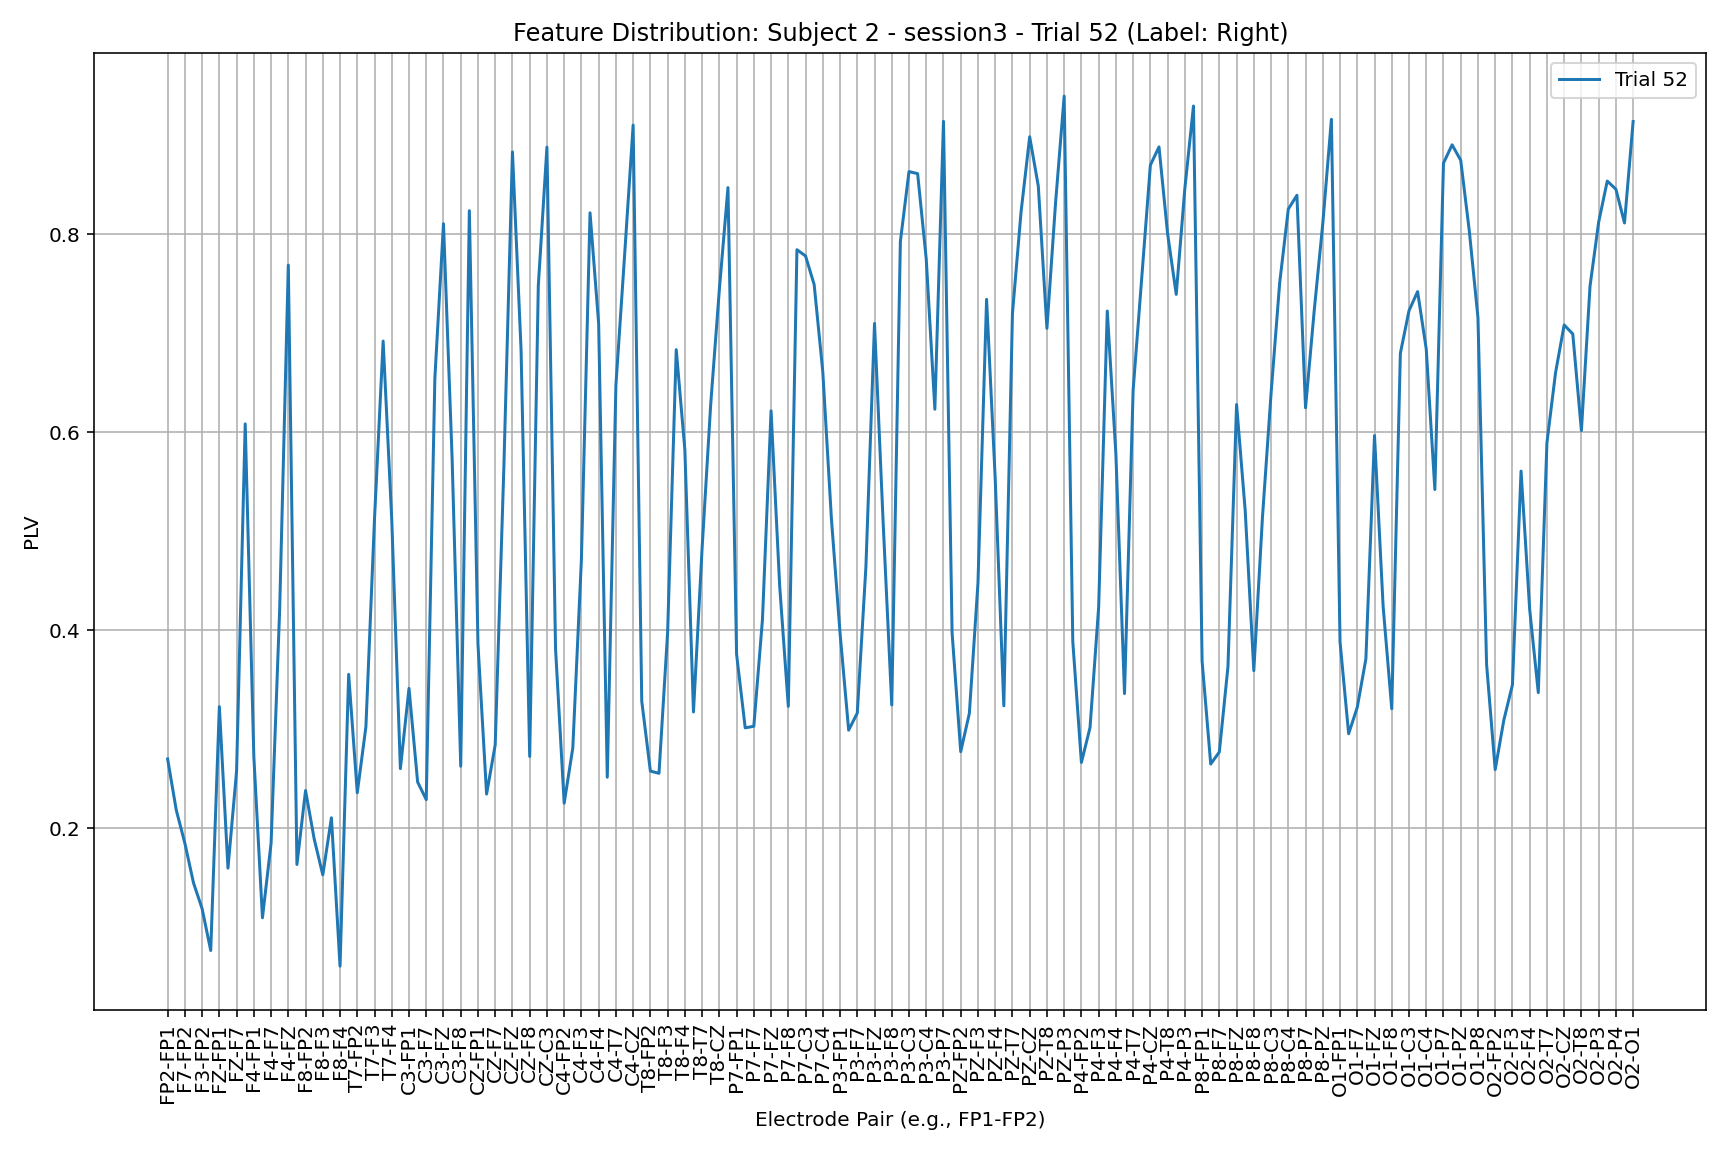 Feature Distribution: Subject 2 - session3 - Trial 52 (Label: Right)
Trial 52
0.8
0.6
0.4
0.2
PLV
FP2-FP1
F7-FP2
F3-FP2
FZ-FP1
FZ-F7
F4-FP1
F4-F7
F4-FZ
F8-FP2
F8-F3
F8-F4
T7-FP2
T7-F3
T7-F4
C3-FP1
C3-F7
C3-FZ
C3-F8
CZ-FP1
CZ-F7
CZ-FZ
CZ-F8
CZ-C3
C4-FP2
C4-F3
C4-F4
C4-T7
C4-CZ
T8-FP2
T8-F3
T8-F4
T8-T7
T8-CZ
P7-FP1
P7-F7
P7-FZ
P7-F8
P7-C3
P7-C4
P3-FP1
P3-F7
P3-FZ
P3-F8
P3-C3
P3-C4
P3-P7
PZ-FP2
PZ-F3
PZ-F4
PZ-T7
PZ-CZ
PZ-T8
PZ-P3
P4-FP2
P4-F3
P4-F4
P4-T7
P4-CZ
P4-T8
P4-P3
P8-FP1
P8-F7
P8-FZ
P8-F8
P8-C3
P8-C4
P8-P7
P8-PZ
O1-FP1
O1-F7
O1-FZ
O1-F8
O1-C3
O1-C4
O1-P7
O1-PZ
O1-P8
O2-FP2
O2-F3
O2-F4
O2-T7
O2-CZ
O2-T8
O2-P3
O2-P4
O2-O1
Electrode Pair (e.g., FP1-FP2)